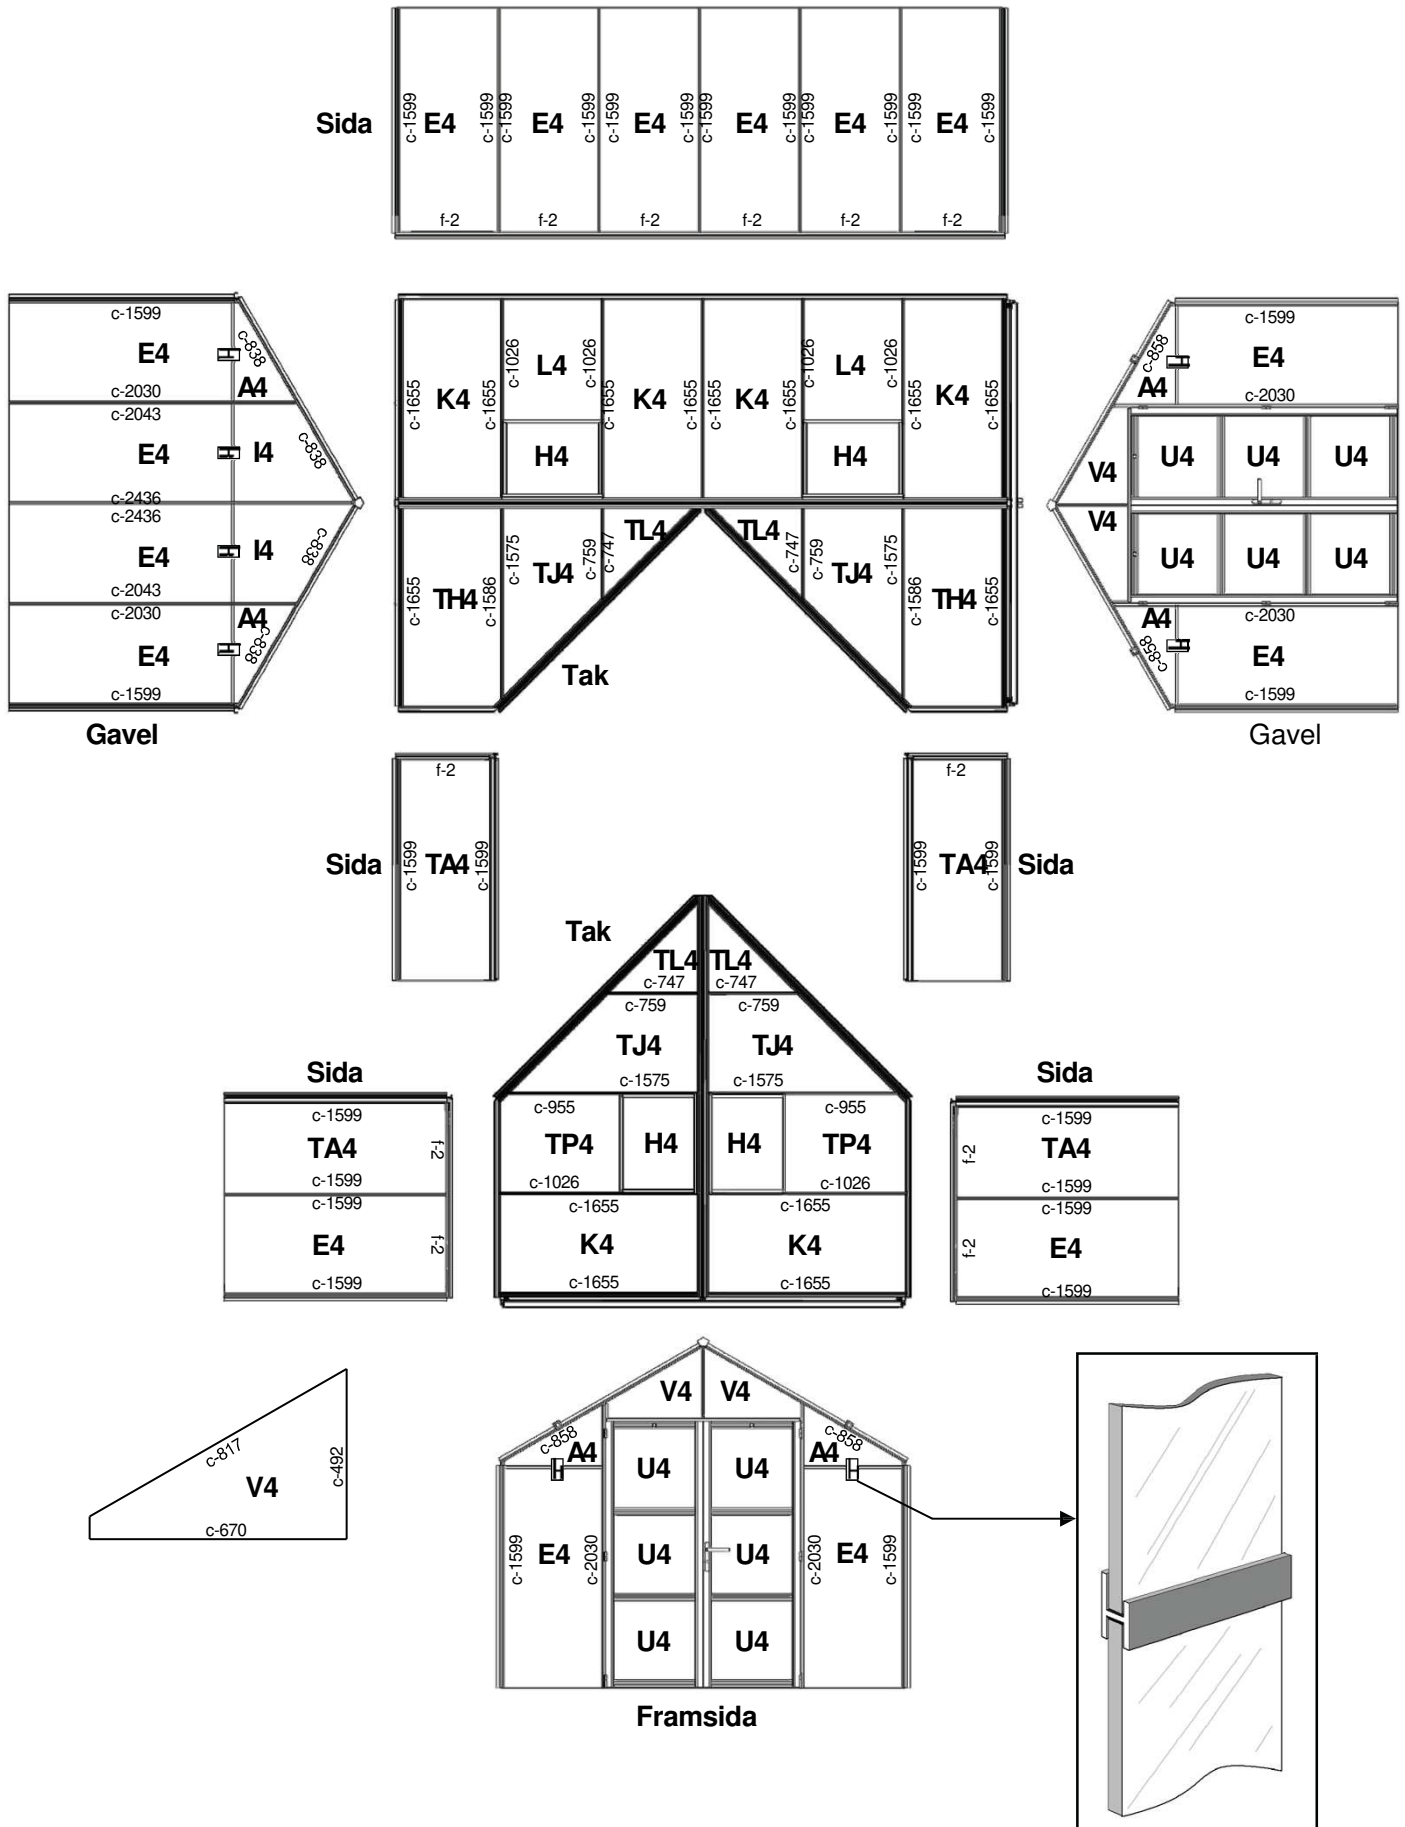 Sida
c-1599 E4 c-1599 c-1599 E4 c-1599 c-1599 E4 c-1599 c-1599 E4 c-1599 c-1599 E4 c-1599 c-1599 E4 c-1599
f-2 f-2 f-2 f-2 f-2 f-2
c-1599
E4
c-838
A4
c-2030
c-2043
E4
I4
c-838
c-2436
c-2436
E4
I4
c-838
c-2043
c-2030
A4
c-838
E4
c-1599
Gavel
c-1655 K4 c-1655
c-1026 L4 c-1026
H4
c-1655 K4 c-1655
c-1655 K4 c-1655
c-1026 L4 c-1026
H4
c-1655 K4 c-1655
c-1655 TH4 c-1586
c-1575 TJ4 c-759
c-747 TL4
TL4 c-747
c-759 TJ4 c-1575
c-1586 TH4 c-1655
Tak
c-1599
E4
c-858
A4
c-2030
V4
U4 U4 U4
V4
U4 U4 U4
A4
c-2030
c-858
E4
c-1599
Gavel
f-2
Sida
c-1599 TA4 c-1599
f-2
c-1599 TA4 c-1599
Sida
Tak
TL4 TL4
c-747 c-747
c-759 c-759
TJ4 TJ4
c-1575 c-1575
c-955 c-955
TP4 H4 H4 TP4
c-1026 c-1026
c-1655 c-1655
K4 K4
c-1655 c-1655
Sida
c-1599
TA4 f-2
c-1599
c-1599
E4 f-2
c-1599
Sida
c-1599
f-2 TA4
c-1599
c-1599
f-2 E4
c-1599
c-817
V4
c-492
c-670
V4 V4
c-858 c-858
A4 A4
U4 U4
c-1599 E4 c-2030 U4 U4 c-2030 E4 c-1599
U4 U4
Framsida